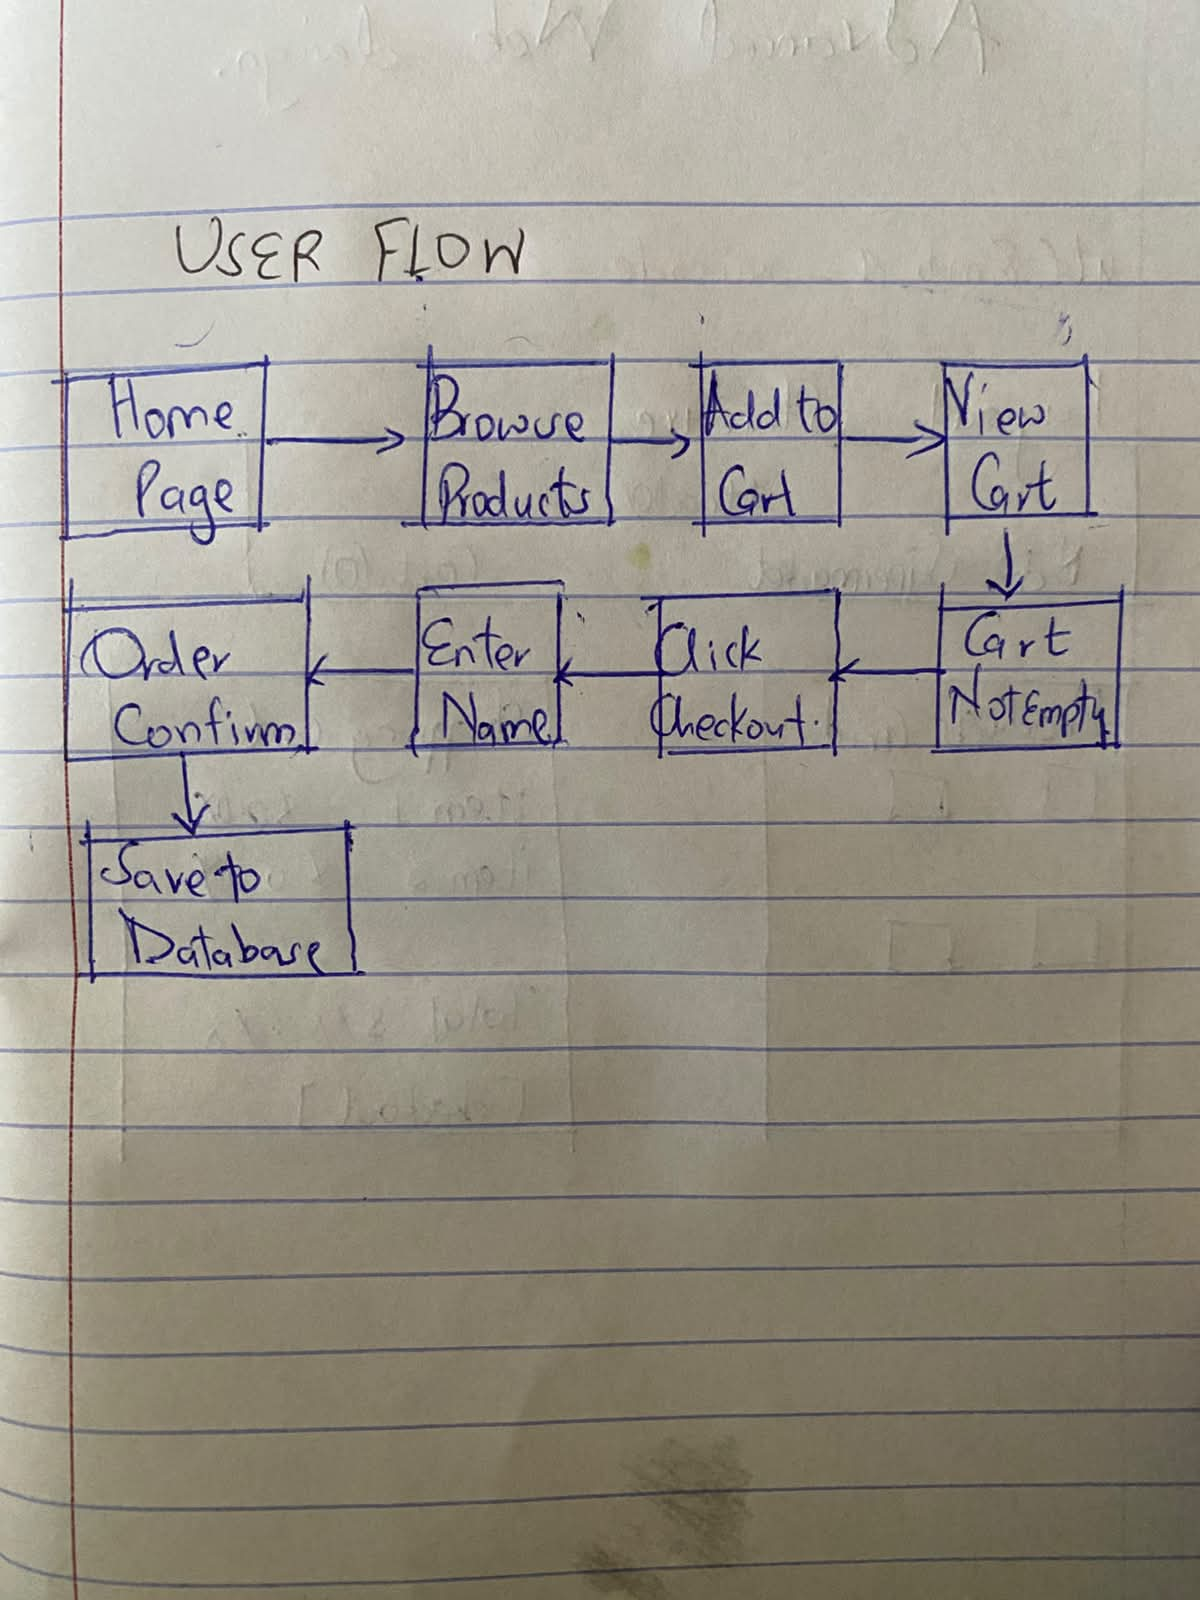 USER FLOW
Home
Page
Browse
Products
Add to
Cart
View
Cart
Cart
Not Empty
Click
Checkout.
Enter
Name
Order
Confirm
Save to
Database